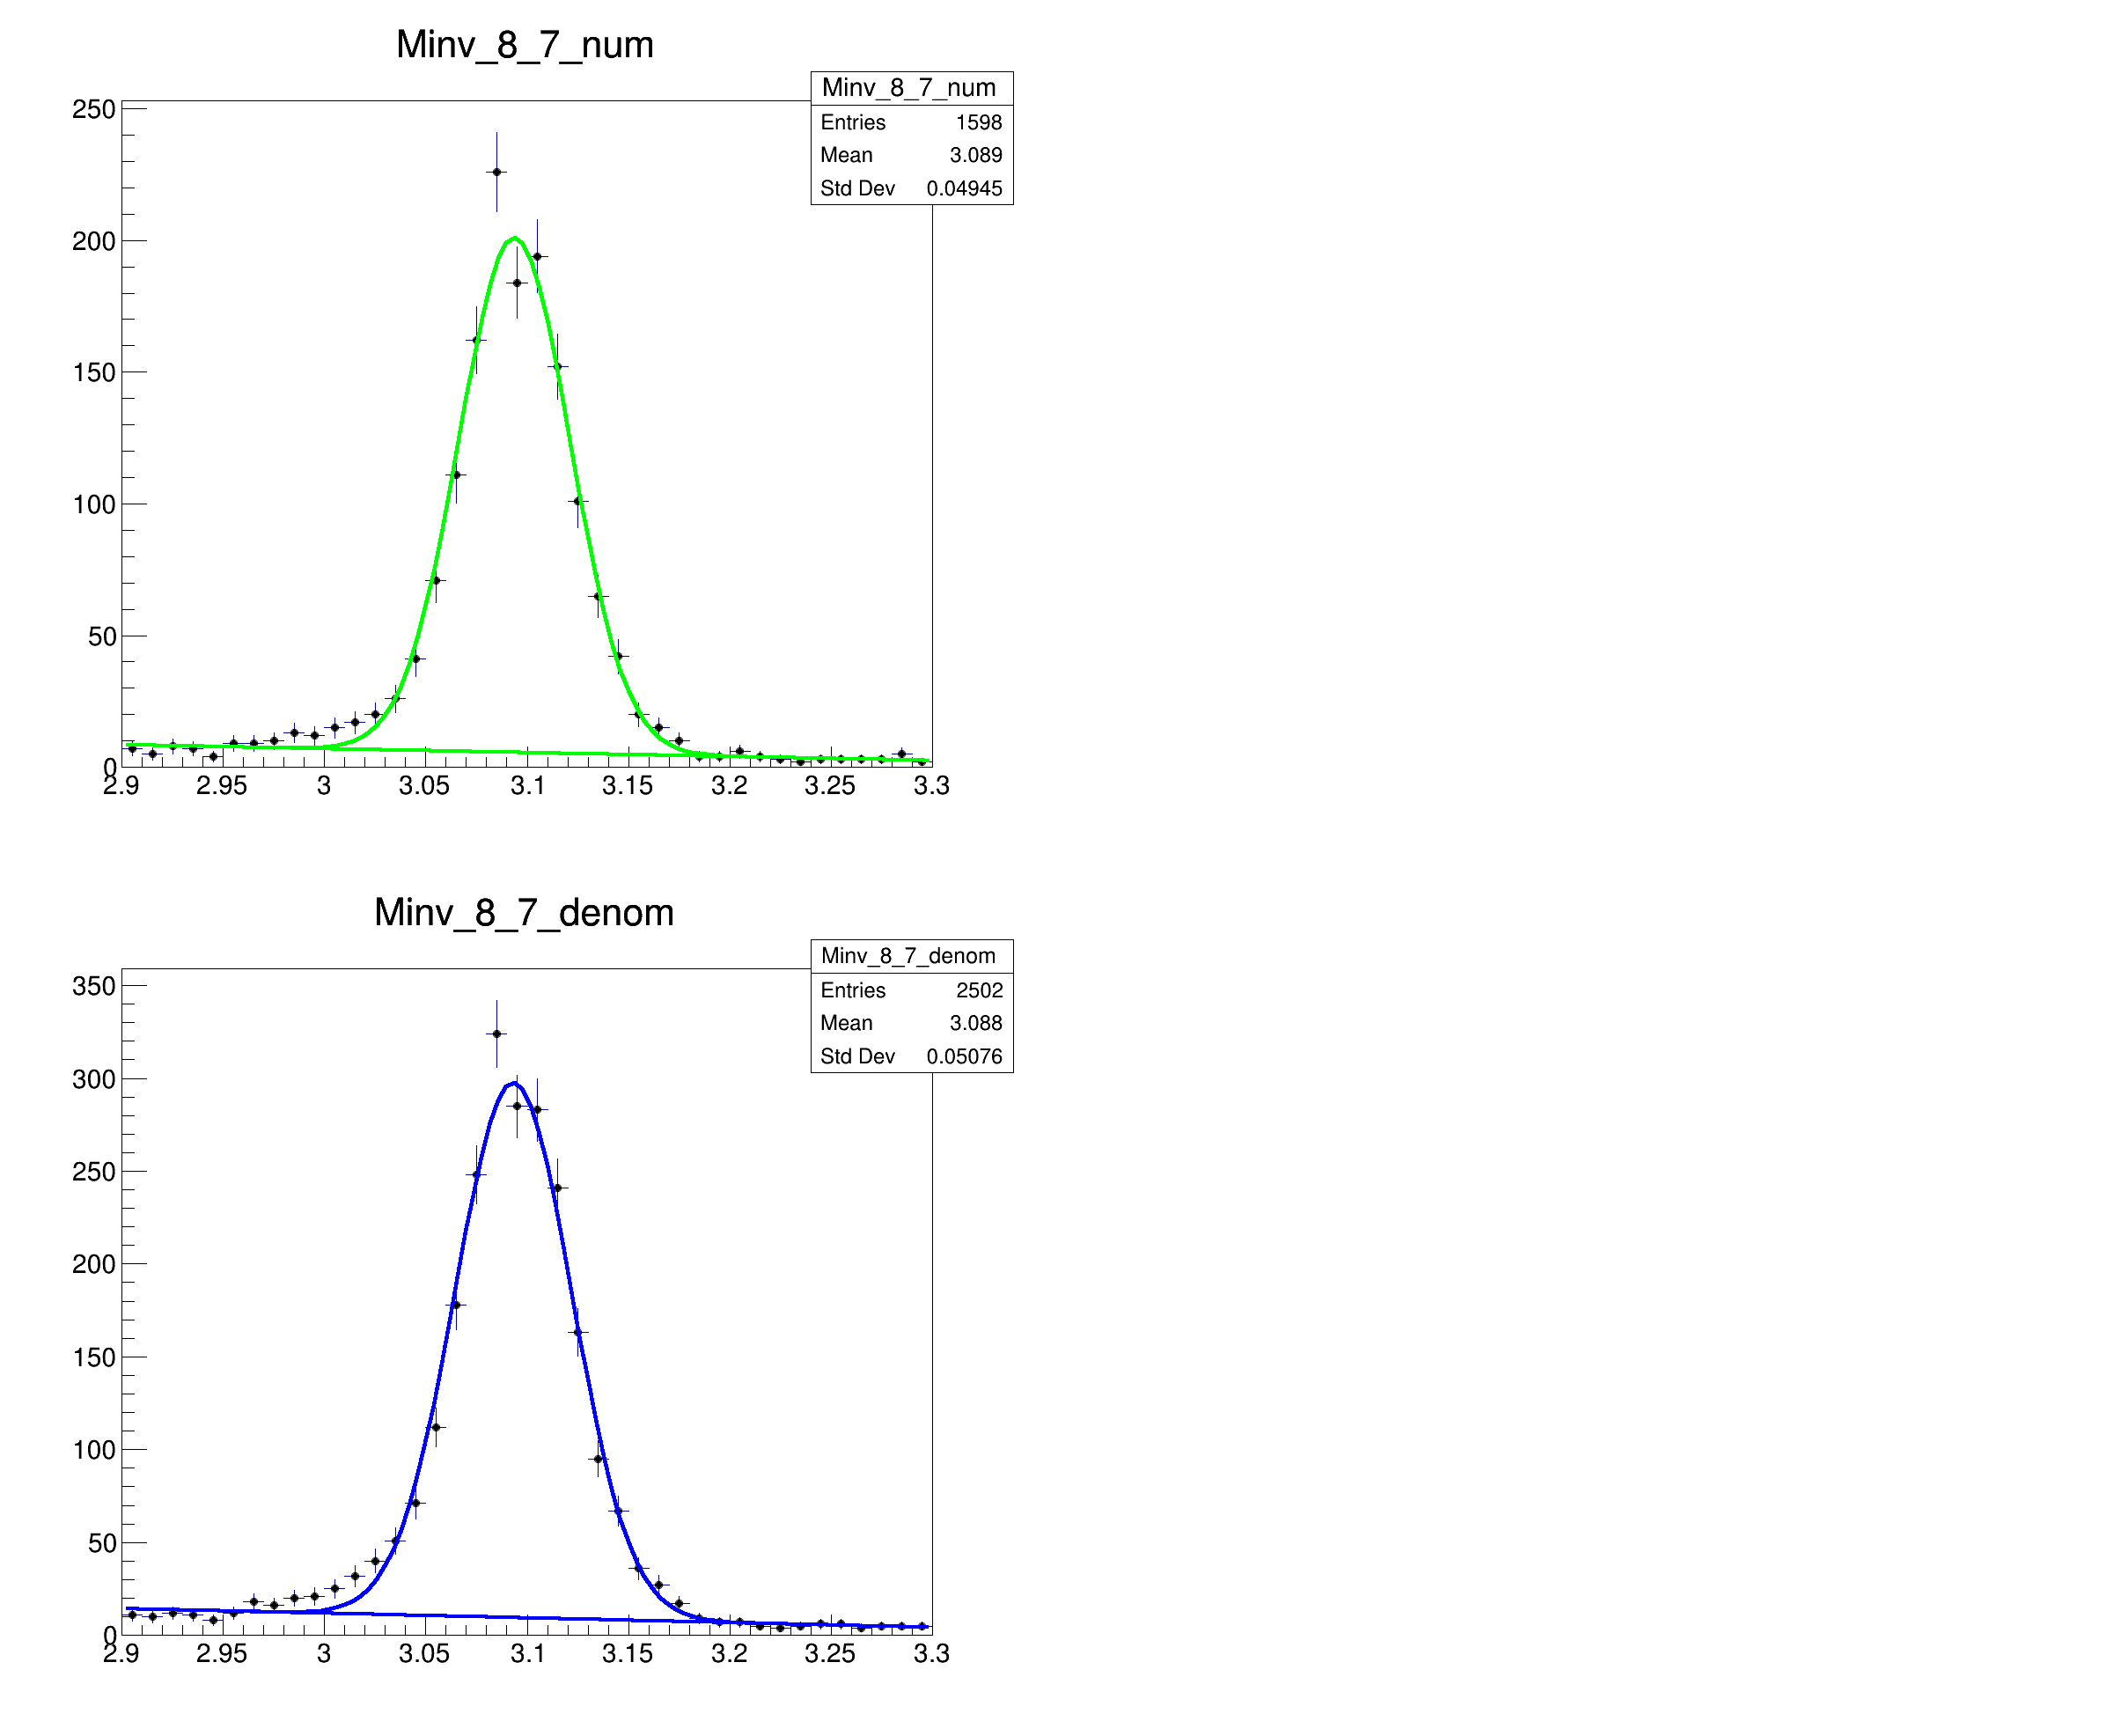 Minv_8_7_num
Minv_8_7_num
Entries 1598
Mean 3.089
Std Dev 0.04945
250
200
150
100
50
0
2.9 2.95 3 3.05 3.1 3.15 3.2 3.25 3.3
Minv_8_7_denom
Minv_8_7_denom
Entries 2502
Mean 3.088
Std Dev 0.05076
350
300
250
200
150
100
50
0
2.9 2.95 3 3.05 3.1 3.15 3.2 3.25 3.3